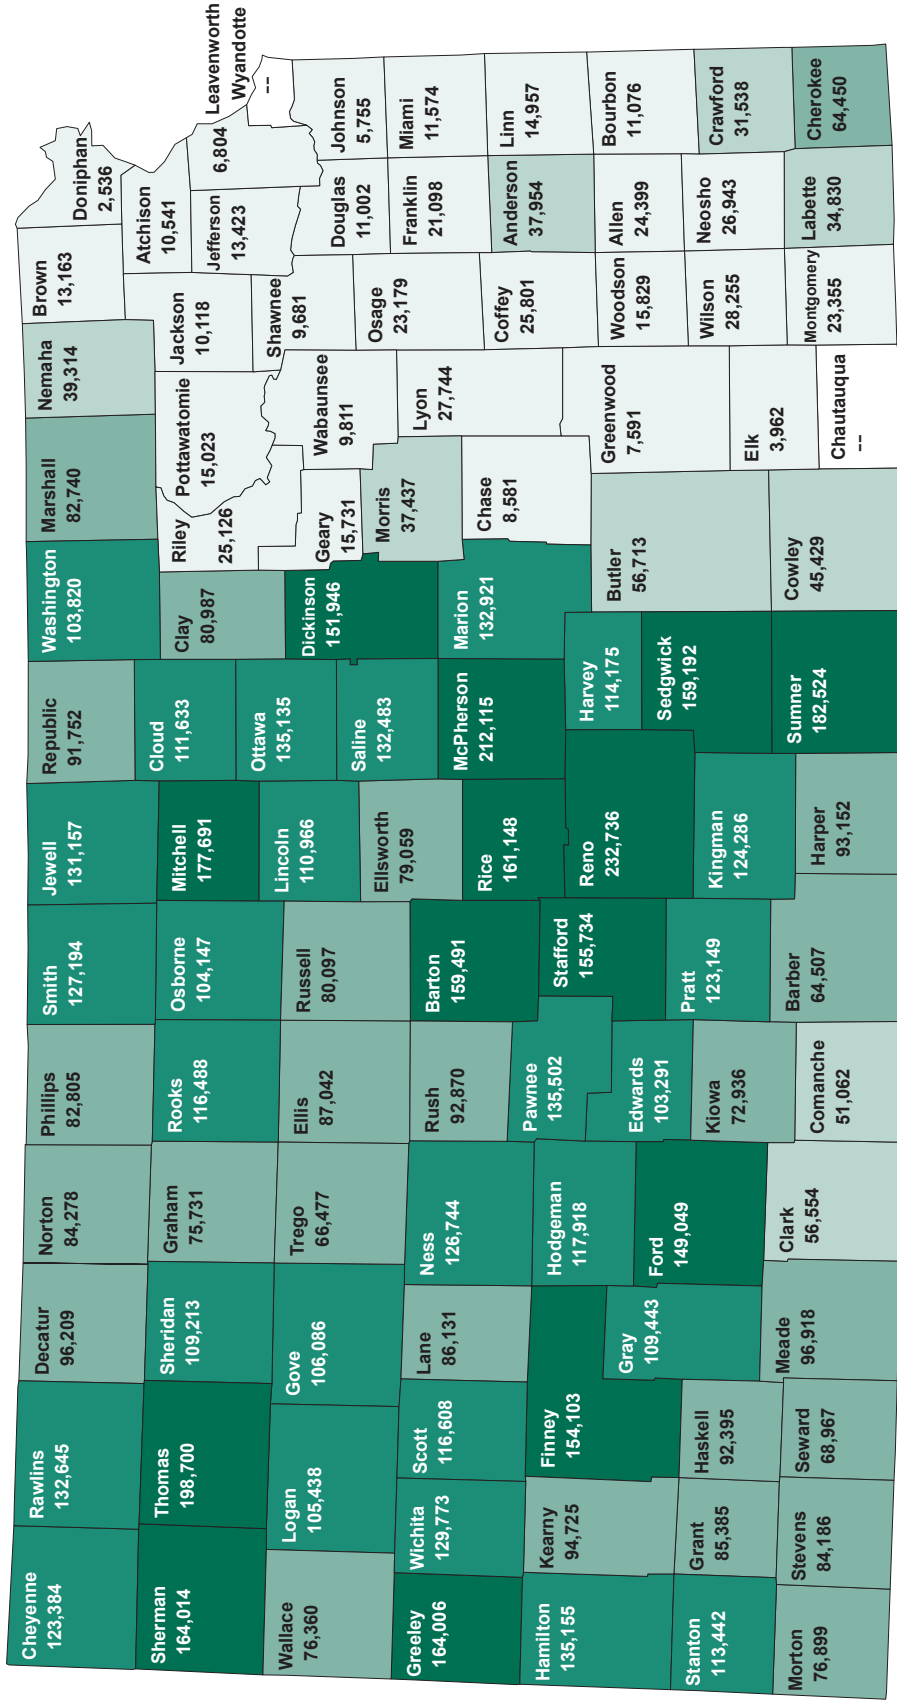 Cheyenne
123,384
Rawlins
132,645
Decatur
96,209
Norton
84,278
Phillips
82,805
Smith
127,194
Jewell
131,157
Republic
91,752
Washington
103,820
Marshall
82,740
Nemaha
39,314
Brown
13,163
Doniphan
2,536
Sherman
164,014
Thomas
198,700
Sheridan
109,213
Graham
75,731
Rooks
116,488
Osborne
104,147
Mitchell
177,691
Cloud
111,633
Clay
80,987
Riley
25,126
Pottawatomie
15,023
Jackson
10,118
Atchison
10,541
Jefferson
13,423
Leavenworth
6,804
Wyandotte
--
Wallace
76,360
Logan
105,438
Gove
106,086
Trego
66,477
Ellis
87,042
Russell
80,097
Lincoln
110,966
Ottawa
135,135
Dickinson
151,946
Geary
15,731
Wabaunsee
9,811
Shawnee
9,681
Douglas
11,002
Johnson
5,755
Ellsworth
79,059
Saline
132,483
Morris
37,437
Lyon
27,744
Osage
23,179
Franklin
21,098
Miami
11,574
Greeley
164,006
Wichita
129,773
Scott
116,608
Lane
86,131
Ness
126,744
Rush
92,870
Barton
159,491
Rice
161,148
McPherson
212,115
Marion
132,921
Chase
8,581
Coffey
25,801
Anderson
37,954
Linn
14,957
Hamilton
135,155
Kearny
94,725
Finney
154,103
Hodgeman
117,918
Pawnee
135,502
Stafford
155,734
Reno
232,736
Harvey
114,175
Butler
56,713
Greenwood
7,591
Woodson
15,829
Allen
24,399
Bourbon
11,076
Gray
109,443
Ford
149,049
Edwards
103,291
Pratt
123,149
Kingman
124,286
Sedgwick
159,192
Elk
3,962
Wilson
28,255
Neosho
26,943
Crawford
31,538
Stanton
113,442
Grant
85,385
Haskell
92,395
Kiowa
72,936
Morton
76,899
Stevens
84,186
Seward
68,967
Meade
96,918
Clark
56,554
Comanche
51,062
Barber
64,507
Harper
93,152
Sumner
182,524
Cowley
45,429
Chautauqua
--
Montgomery
23,355
Labette
34,830
Cherokee
64,450